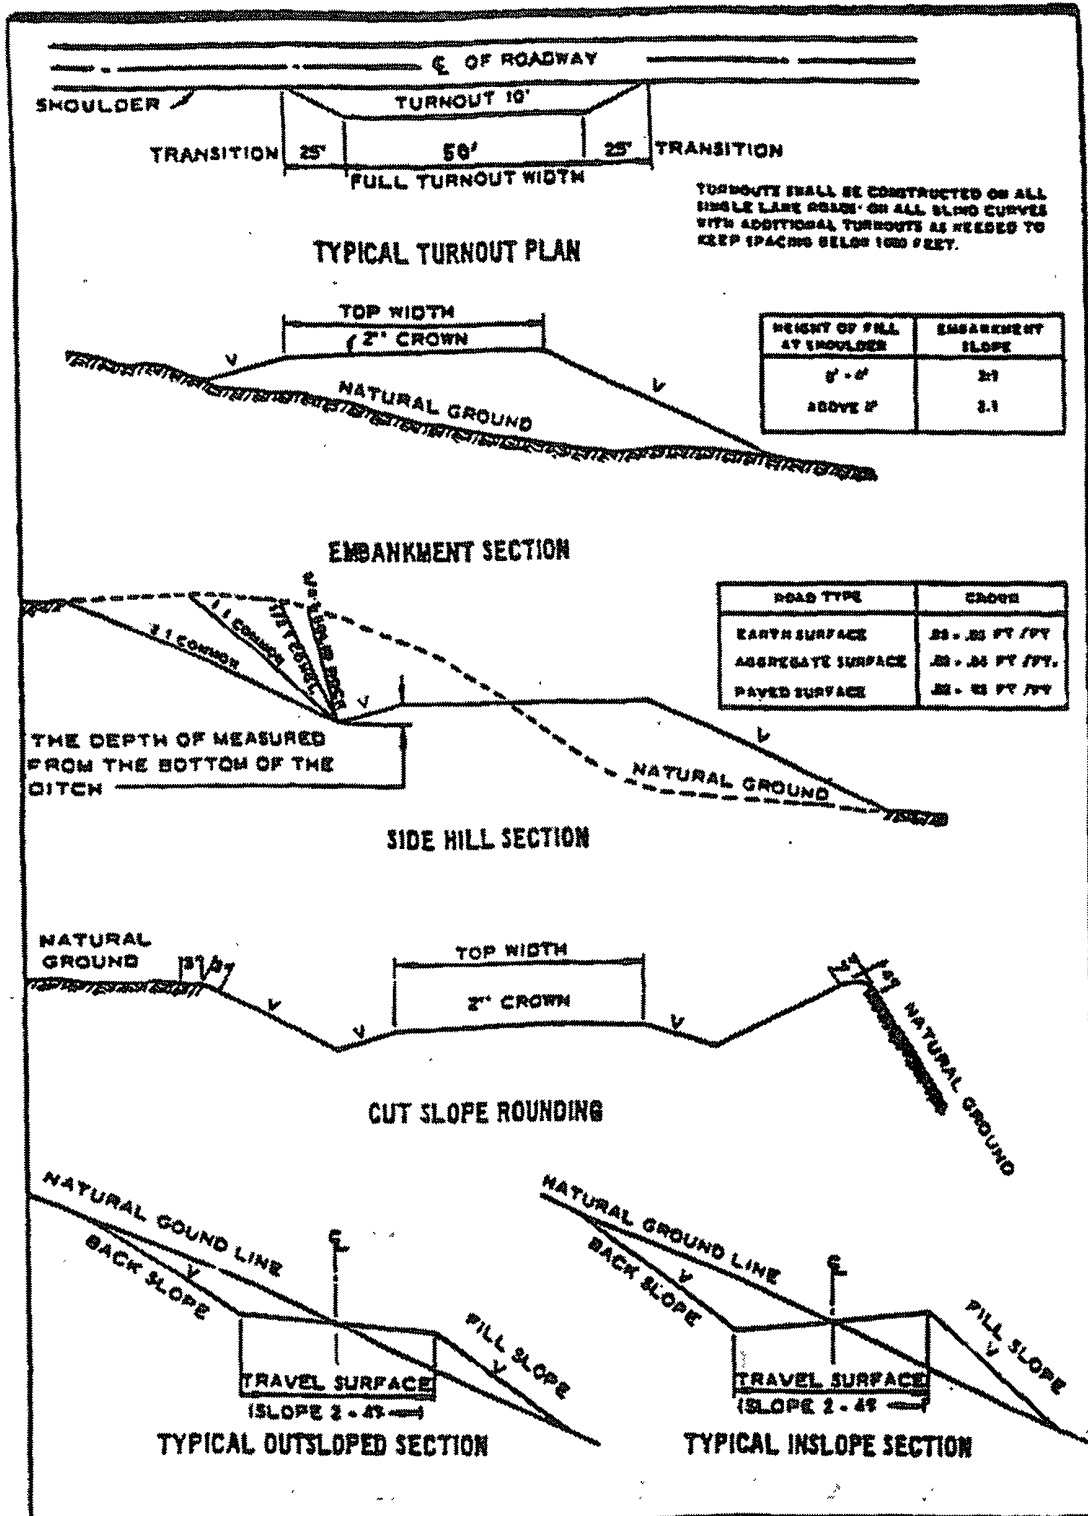 ℄ OF ROADWAY
SHOULDER
TURNOUT 10'
TRANSITION 25' 50' 25' TRANSITION
FULL TURNOUT WIDTH
TURNOUTS SHALL BE CONSTRUCTED ON ALL
SINGLE LANE ROADS ON ALL BLIND CURVES
WITH ADDITIONAL TURNOUTS AS NEEDED TO
KEEP SPACING BELOW 1000 FEET.
TYPICAL TURNOUT PLAN
TOP WIDTH
2" CROWN
NATURAL GROUND
HEIGHT OF FILL
AT SHOULDER
EMBANKMENT
SLOPE
ABOVE
EMBANKMENT SECTION
2:1 COMMON
1:1 COMMON
SOLID ROCK
ROAD TYPE CROWN
EARTH SURFACE
AGGREGATE SURFACE
PAVED SURFACE
THE DEPTH OF MEASURED
FROM THE BOTTOM OF THE
DITCH
NATURAL GROUND
SIDE HILL SECTION
NATURAL
GROUND
TOP WIDTH
2" CROWN
NATURAL GROUND
CUT SLOPE ROUNDING
NATURAL GOUND LINE
BACK SLOPE
℄
FILL SLOPE
TRAVEL SURFACE
(SLOPE 2 - 4%)
TYPICAL OUTSLOPED SECTION
NATURAL GROUND LINE
BACK SLOPE
℄
FILL SLOPE
TRAVEL SURFACE
(SLOPE 2 - 4%)
TYPICAL INSLOPE SECTION